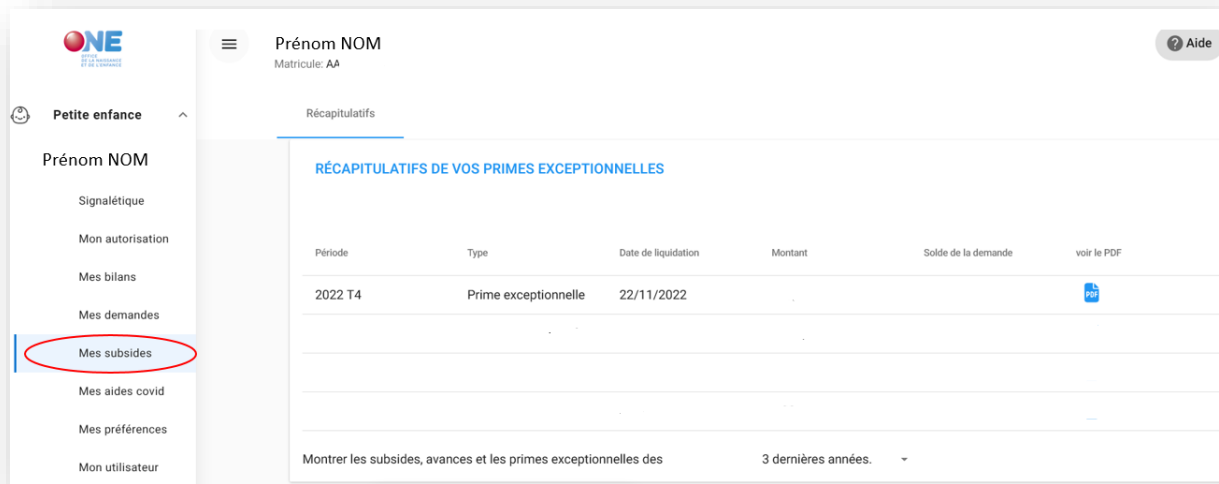 ONE
OFFICE
DE LA NAISSANCE
ET DE L'ENFANCE
Prénom NOM
Matricule: AA
Aide
Petite enfance
Récapitulatifs
Prénom NOM
RÉCAPITULATIFS DE VOS PRIMES EXCEPTIONNELLES
Signalétique
Mon autorisation
Mes bilans
Mes demandes
Mes subsides
Mes aides covid
Mes préférences
Mon utilisateur
Période Type Date de liquidation Montant Solde de la demande voir le PDF
2022 T4 Prime exceptionnelle 22/11/2022 PDF
Montrer les subsides, avances et les primes exceptionnelles des 3 dernières années.